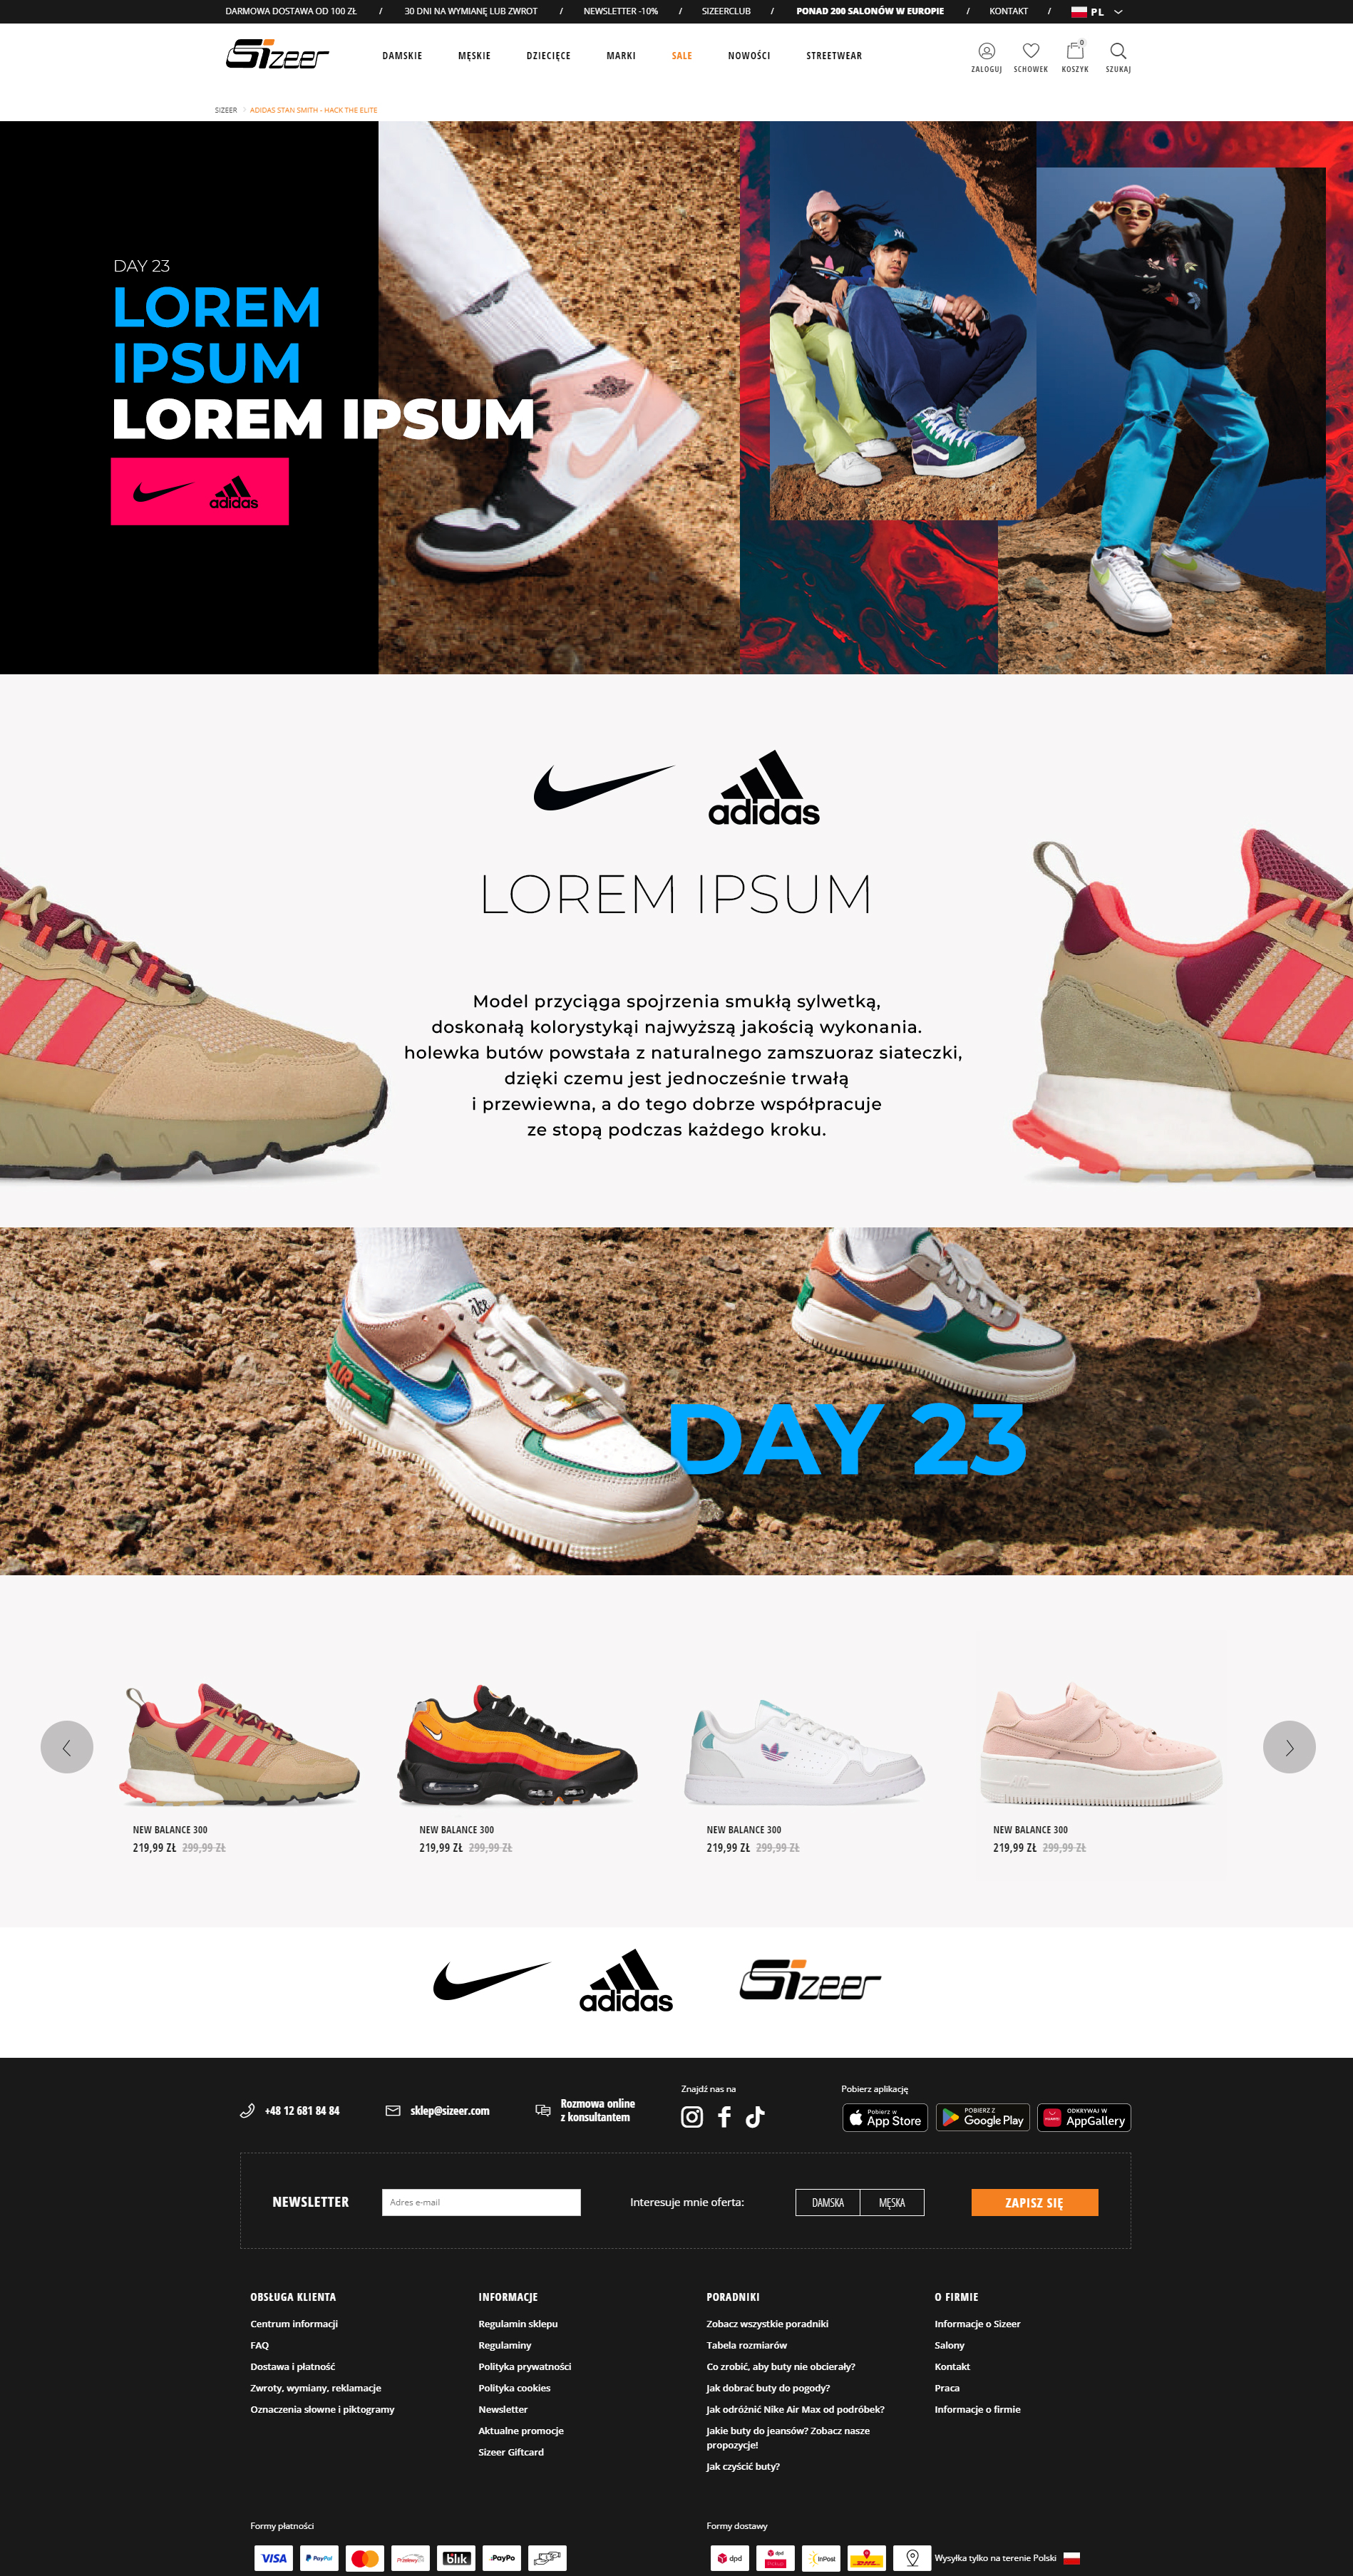 DARMOWA DOSTAWA OD 100 ZŁ / 30 DNI NA WYMIANĘ LUB ZWROT / NEWSLETTER -10% / SIZEERCLUB / PONAD 200 SALONÓW W EUROPIE / KONTAKT / PL
Sizeer
DAMSKIE MĘSKIE DZIECIĘCE MARKI SALE NOWOŚCI STREETWEAR
0
ZALOGUJ SCHOWEK KOSZYK SZUKAJ
SIZEER > ADIDAS STAN SMITH - HACK THE ELITE
DAY 23
LOREM
IPSUM
LOREM IPSUM
adidas
adidas
LOREM IPSUM
Model przyciąga spojrzenia smukłą sylwetką,
doskonałą kolorystykąi najwyższą jakością wykonania.
holewka butów powstała z naturalnego zamszuoraz siateczki,
dzięki czemu jest jednocześnie trwałą
i przewiewna, a do tego dobrze współpracuje
ze stopą podczas każdego kroku.
AIR
DAY 23
NEW BALANCE 300 NEW BALANCE 300 NEW BALANCE 300 NEW BALANCE 300
219,99 ZŁ 299,99 ZŁ 219,99 ZŁ 299,99 ZŁ 219,99 ZŁ 299,99 ZŁ 219,99 ZŁ 299,99 ZŁ
adidas Sizeer
+48 12 681 84 84
sklep@sizeer.com
Rozmowa online
z konsultantem
Znajdź nas na
Pobierz aplikację
Pobierz w
App Store
POBIERZ Z
Google Play
ODKRYWAJ W
AppGallery
NEWSLETTER
Adres e-mail
Interesuje mnie oferta:
DAMSKA MĘSKA
ZAPISZ SIĘ
OBSŁUGA KLIENTA
Centrum informacji
FAQ
Dostawa i płatność
Zwroty, wymiany, reklamacje
Oznaczenia słowne i piktogramy
INFORMACJE
Regulamin sklepu
Regulaminy
Polityka prywatności
Polityka cookies
Newsletter
Aktualne promocje
Sizeer Giftcard
PORADNIKI
Zobacz wszystkie poradniki
Tabela rozmiarów
Co zrobić, aby buty nie obcierały?
Jak dobrać buty do pogody?
Jak odróżnić Nike Air Max od podróbek?
Jakie buty do jeansów? Zobacz nasze
propozycje!
Jak czyścić buty?
O FIRMIE
Informacje o Sizeer
Salony
Kontakt
Praca
Informacje o firmie
Formy płatności
VISA PayPal mastercard Przelewy24 blik PayPo
Formy dostawy
dpd dpd Pickup InPost DHL
Wysyłka tylko na terenie Polski